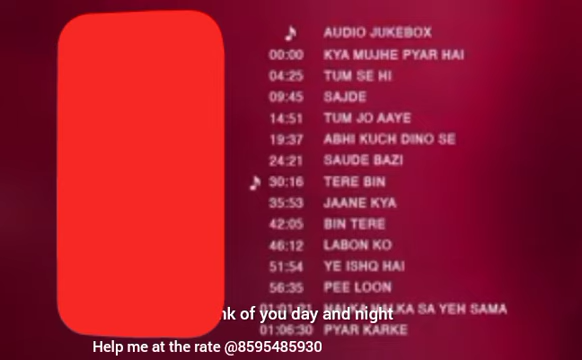 AUDIO JUKEBOX
00:00 KYA MUJHE PYAR HAI
04:25 TUM SE HI
09:45 SAJDE
14:51 TUM JO AAYE
19:37 ABHI KUCH DINO SE
24:21 SAUDE BAZI
30:16 TERE BIN
35:53 JAANE KYA
42:05 BIN TERE
46:12 LABON KO
51:54 YE ISHQ HAI
56:35 PEE LOON
HALKA HALKA SA YEH SAMA
of you day and night
01:06:30 PYAR KARKE
Help me at the rate @8595485930